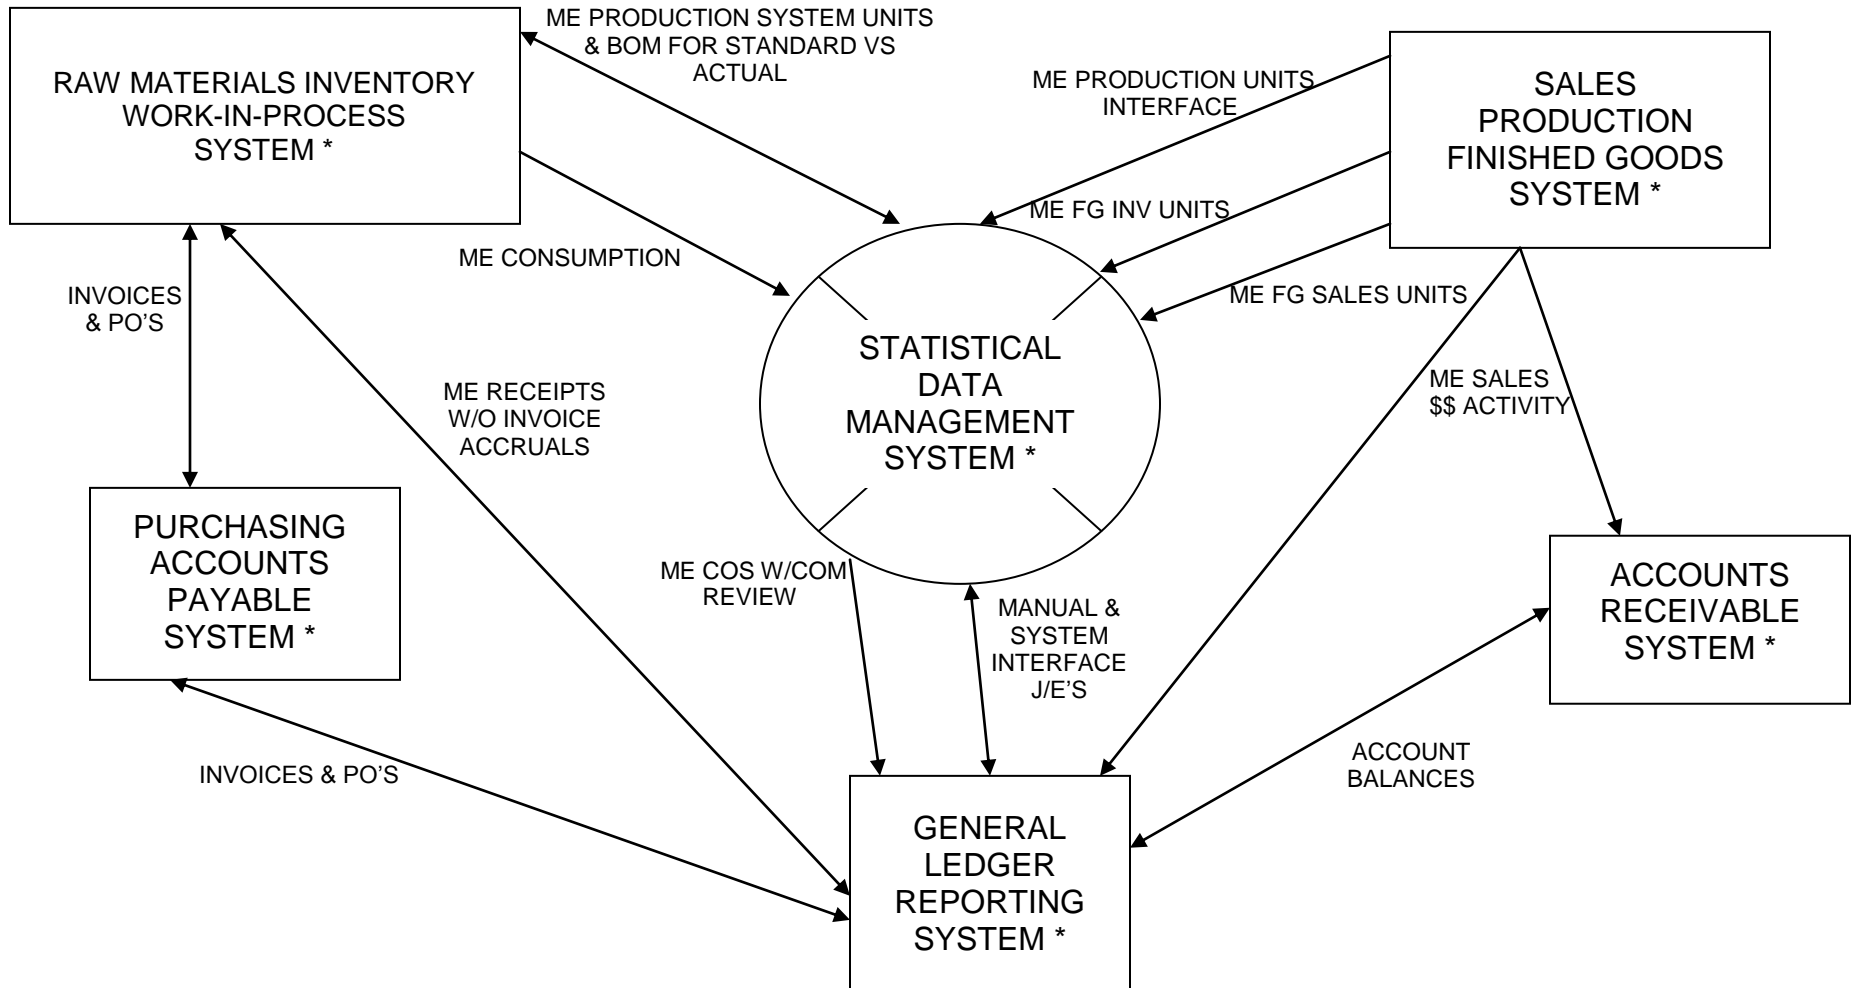 ME PRODUCTION SYSTEM UNITS
& BOM FOR STANDARD VS
ACTUAL
RAW MATERIALS INVENTORY
WORK-IN-PROCESS
SYSTEM *
ME PRODUCTION UNITS
INTERFACE
SALES
PRODUCTION
FINISHED GOODS
SYSTEM *
ME FG INV UNITS
ME CONSUMPTION
ME FG SALES UNITS
INVOICES
& PO’S
STATISTICAL
DATA
MANAGEMENT
SYSTEM *
ME RECEIPTS
W/O INVOICE
ACCRUALS
ME SALES
$$ ACTIVITY
PURCHASING
ACCOUNTS
PAYABLE
SYSTEM *
ME COS W/COM
REVIEW
MANUAL &
SYSTEM
INTERFACE
J/E’S
ACCOUNTS
RECEIVABLE
SYSTEM *
INVOICES & PO’S
ACCOUNT
BALANCES
GENERAL
LEDGER
REPORTING
SYSTEM *